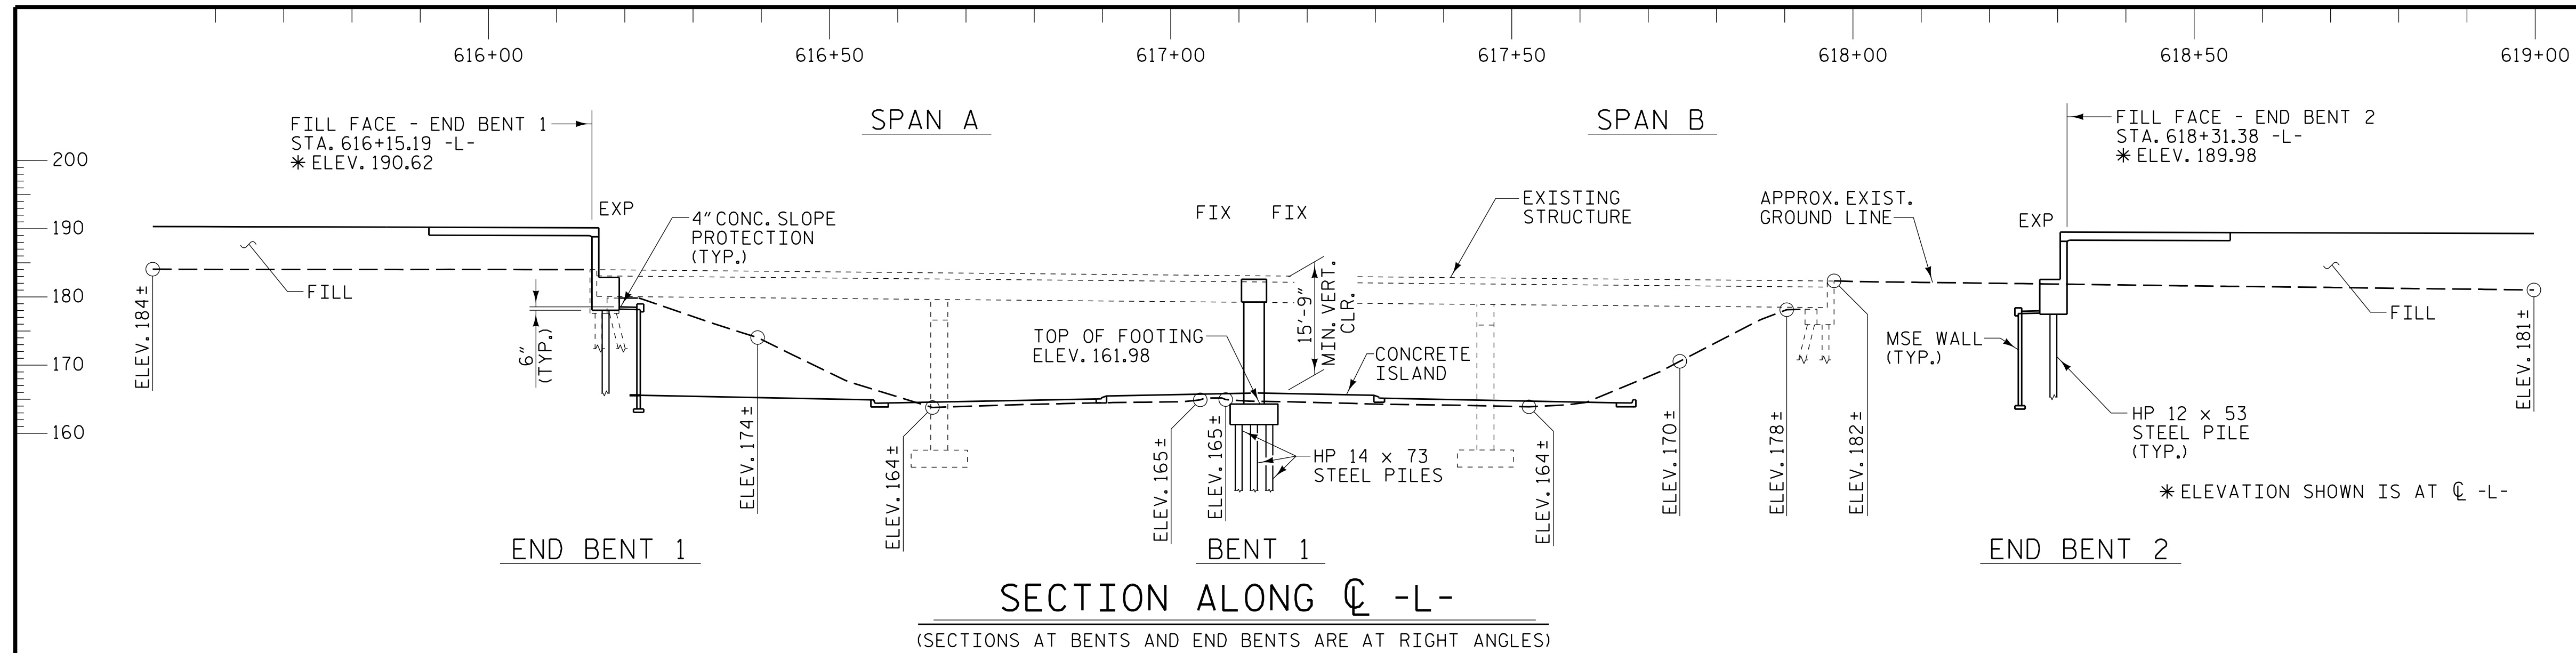 616+00
616+50
617+00
617+50
618+00
618+50
619+00
SPAN A
SPAN B
FILL FACE - END BENT 1
STA. 616+15.19 -L-
✳ ELEV. 190.62
FILL FACE - END BENT 2
STA. 618+31.38 -L-
✳ ELEV. 189.98
200
190
180
170
160
EXP
4" CONC. SLOPE
PROTECTION
(TYP.)
FIX
FIX
EXISTING
STRUCTURE
APPROX. EXIST.
GROUND LINE
EXP
FILL
FILL
15'-9"
MIN. VERT.
CLR.
6"
(TYP.)
TOP OF FOOTING
ELEV. 161.98
CONCRETE
ISLAND
MSE WALL
(TYP.)
HP 14 x 73
STEEL PILES
HP 12 x 53
STEEL PILE
(TYP.)
ELEV. 184±
ELEV. 174±
ELEV. 164±
ELEV. 165±
ELEV. 165±
ELEV. 164±
ELEV. 170±
ELEV. 178±
ELEV. 182±
ELEV. 181±
✳ ELEVATION SHOWN IS AT ℄ -L-
END BENT 1
BENT 1
END BENT 2
SECTION ALONG ℄ -L-
(SECTIONS AT BENTS AND END BENTS ARE AT RIGHT ANGLES)